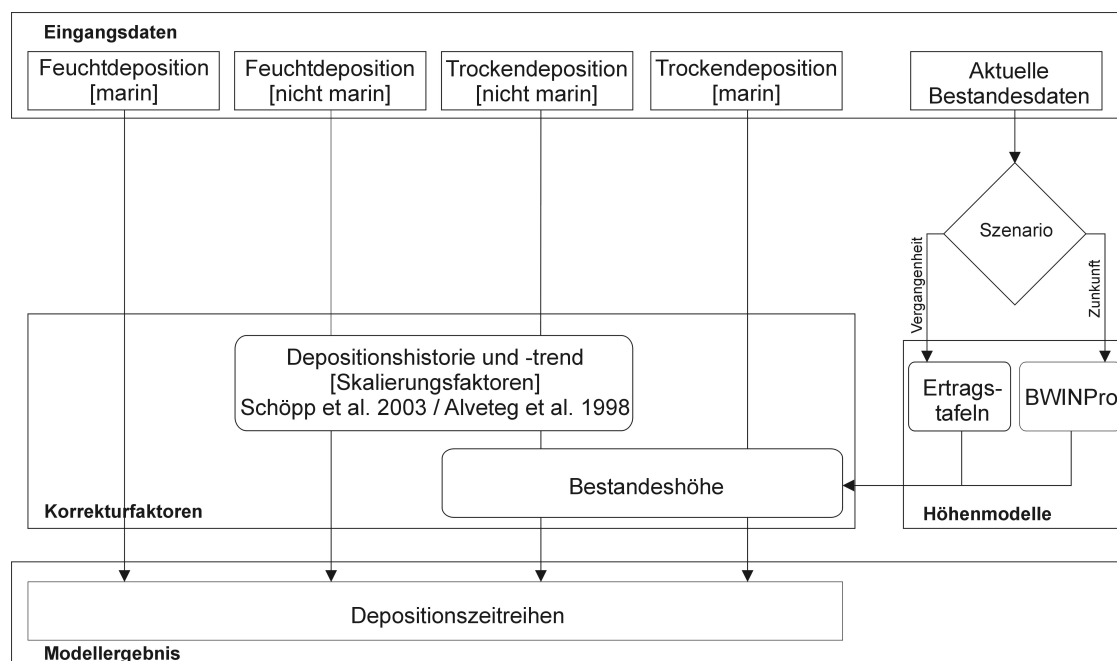 Eingangsdaten
Feuchtdeposition
[marin]
Feuchtdeposition
[nicht marin]
Trockendeposition
[nicht marin]
Trockendeposition
[marin]
Aktuelle
Bestandesdaten
Szenario
Vergangenheit
Zunkunft
Depositionshistorie und -trend
[Skalierungsfaktoren]
Schöpp et al. 2003 / Alveteg et al. 1998
Ertrags-
tafeln
BWINPro
Bestandeshöhe
Korrekturfaktoren
Höhenmodelle
Depositionszeitreihen
Modellergebnis